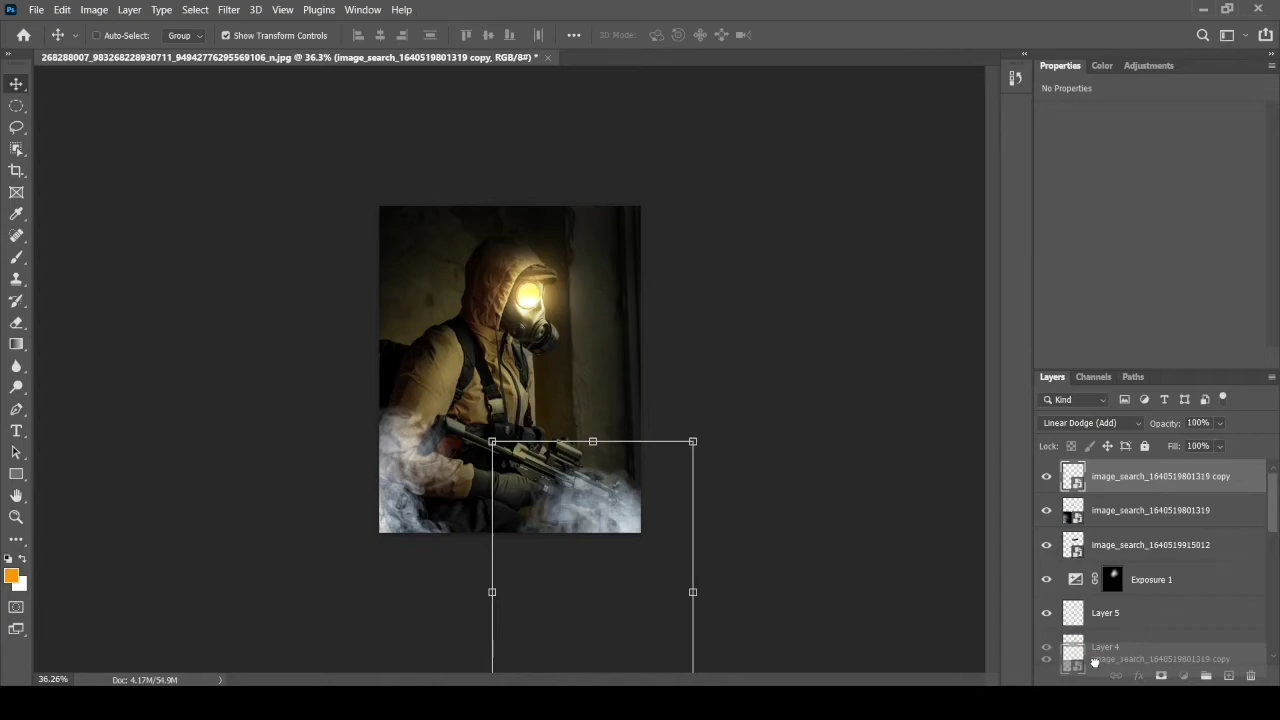 Ps File Edit Image Layer Type Select Filter 3D View Plugins Window Help
Auto-Select: Group Show Transform Controls 3D Mode:
268288007_983268228930711_94942776295569106_n.jpg @ 36.3% (image_search_1640519801319 copy, RGB/8#) *
Properties Color Adjustments
No Properties
Layers Channels Paths
Kind
Linear Dodge (Add) Opacity: 100%
Lock: Fill: 100%
image_search_1640519801319 copy
image_search_1640519801319
image_search_1640519915012
Exposure 1
Layer 5
Layer 4
image_search_1640519801319 copy
fx
36.26% Doc: 4.17M/54.9M